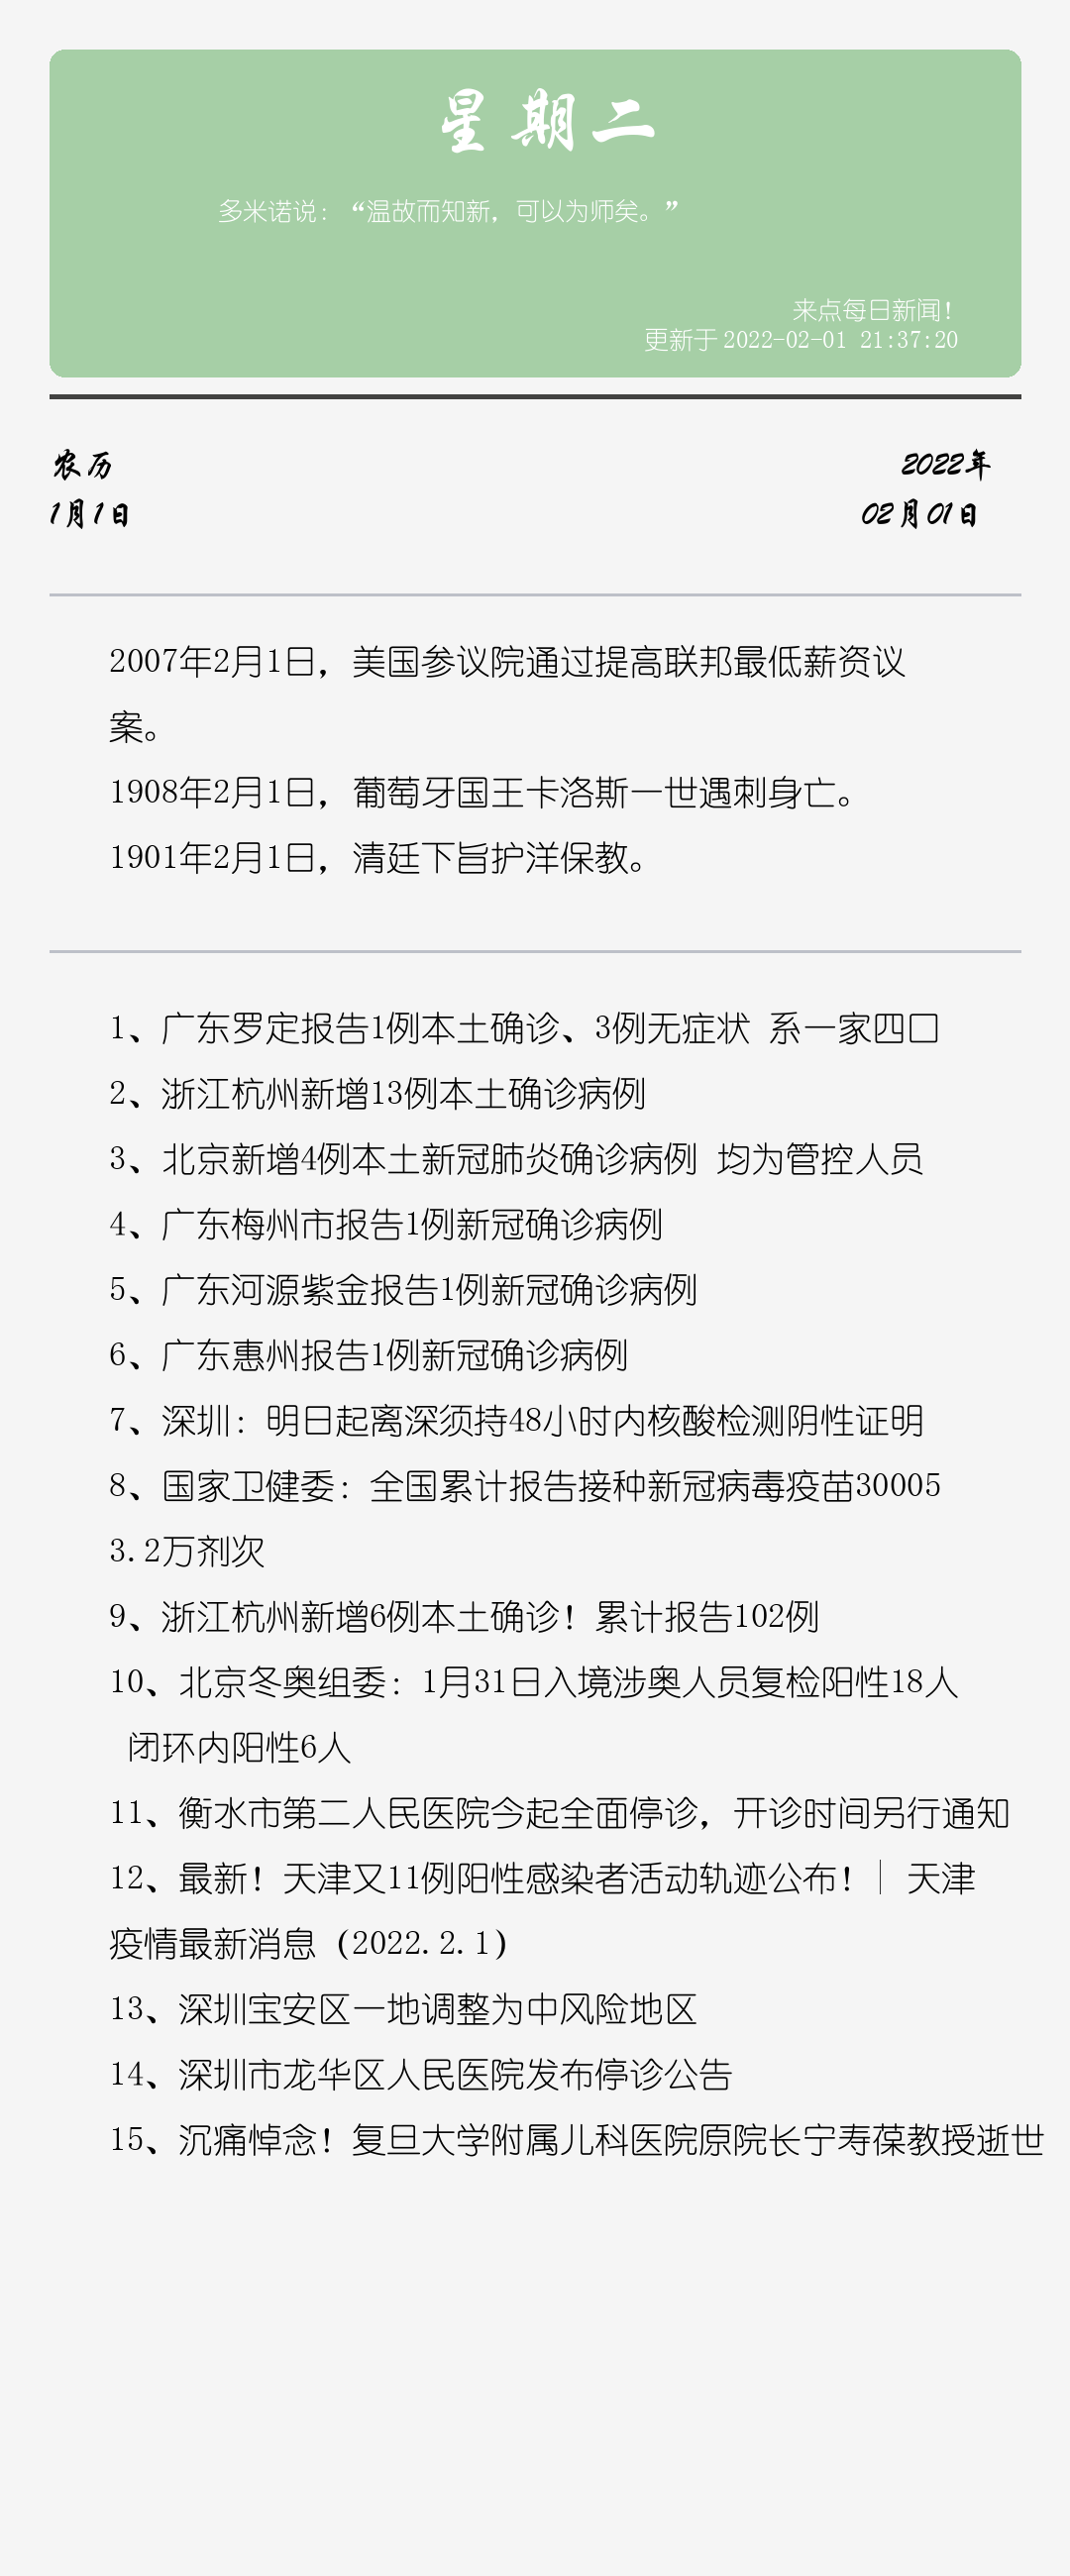 星期二
多米诺说：“温故而知新，可以为师矣。”
来点每日新闻！
更新于 2022-02-01 21:37:20
农历
2022年
1月1日
02月01日
2007年2月1日，美国参议院通过提高联邦最低薪资议
案。
1908年2月1日，葡萄牙国王卡洛斯一世遇刺身亡。
1901年2月1日，清廷下旨护洋保教。
1、广东罗定报告1例本土确诊、3例无症状 系一家四口
2、浙江杭州新增13例本土确诊病例
3、北京新增4例本土新冠肺炎确诊病例 均为管控人员
4、广东梅州市报告1例新冠确诊病例
5、广东河源紫金报告1例新冠确诊病例
6、广东惠州报告1例新冠确诊病例
7、深圳：明日起离深须持48小时内核酸检测阴性证明
8、国家卫健委：全国累计报告接种新冠病毒疫苗30005
3.2万剂次
9、浙江杭州新增6例本土确诊！累计报告102例
10、北京冬奥组委：1月31日入境涉奥人员复检阳性18人
闭环内阳性6人
11、衡水市第二人民医院今起全面停诊，开诊时间另行通知
12、最新！天津又11例阳性感染者活动轨迹公布！| 天津
疫情最新消息（2022.2.1）
13、深圳宝安区一地调整为中风险地区
14、深圳市龙华区人民医院发布停诊公告
15、沉痛悼念！复旦大学附属儿科医院原院长宁寿葆教授逝世